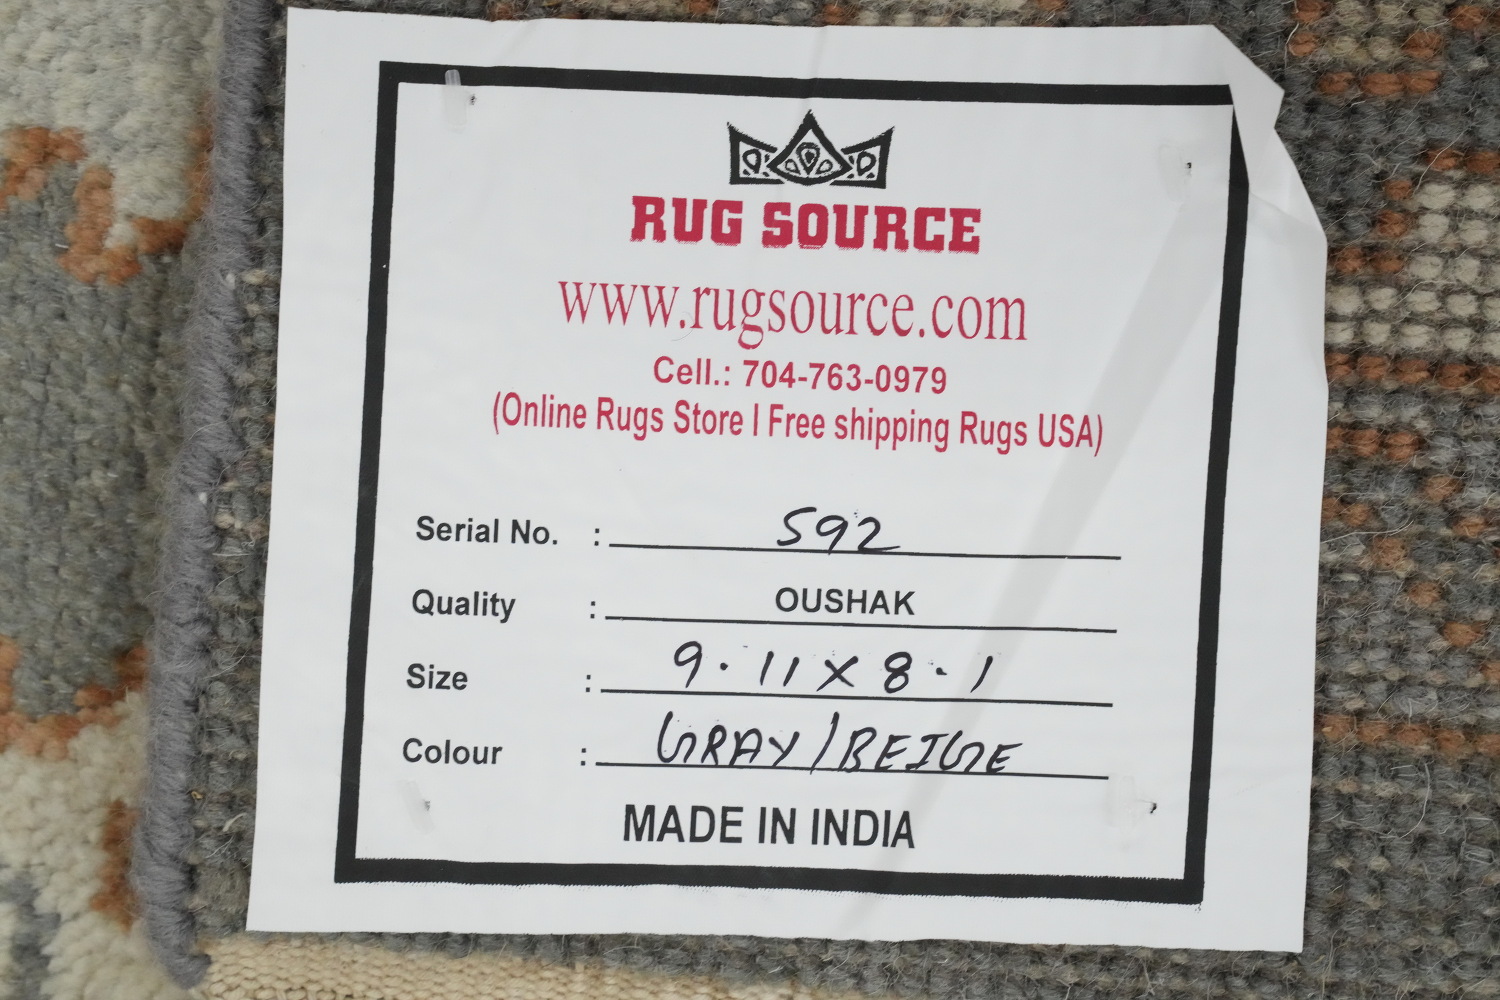 RUG SOURCE
www.rugsource.com
Cell.: 704-763-0979
(Online Rugs Store | Free shipping Rugs USA)
Serial No. : 592
Quality : OUSHAK
Size : 9.11 x 8.1
Colour : GRAY/BEIGE
MADE IN INDIA